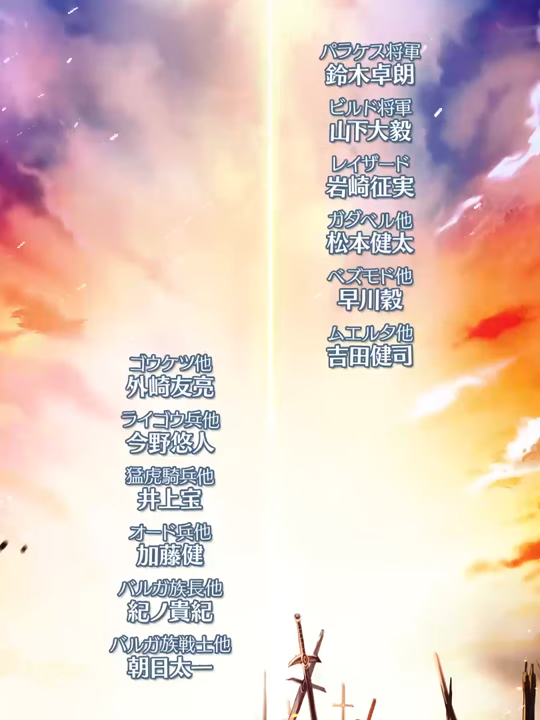 パラケス将軍
鈴木卓朗
ビルド将軍
山下大毅
レイザード
岩崎征実
ガダベル他
松本健太
ベズモド他
早川毅
ムエルタ他
吉田健司
ゴウケツ他
外崎友亮
ライゴウ兵他
今野悠人
猛虎騎兵他
井上宝
オード兵他
加藤健
バルガ族長他
紀ノ貴紀
バルガ族戦士他
朝日太一